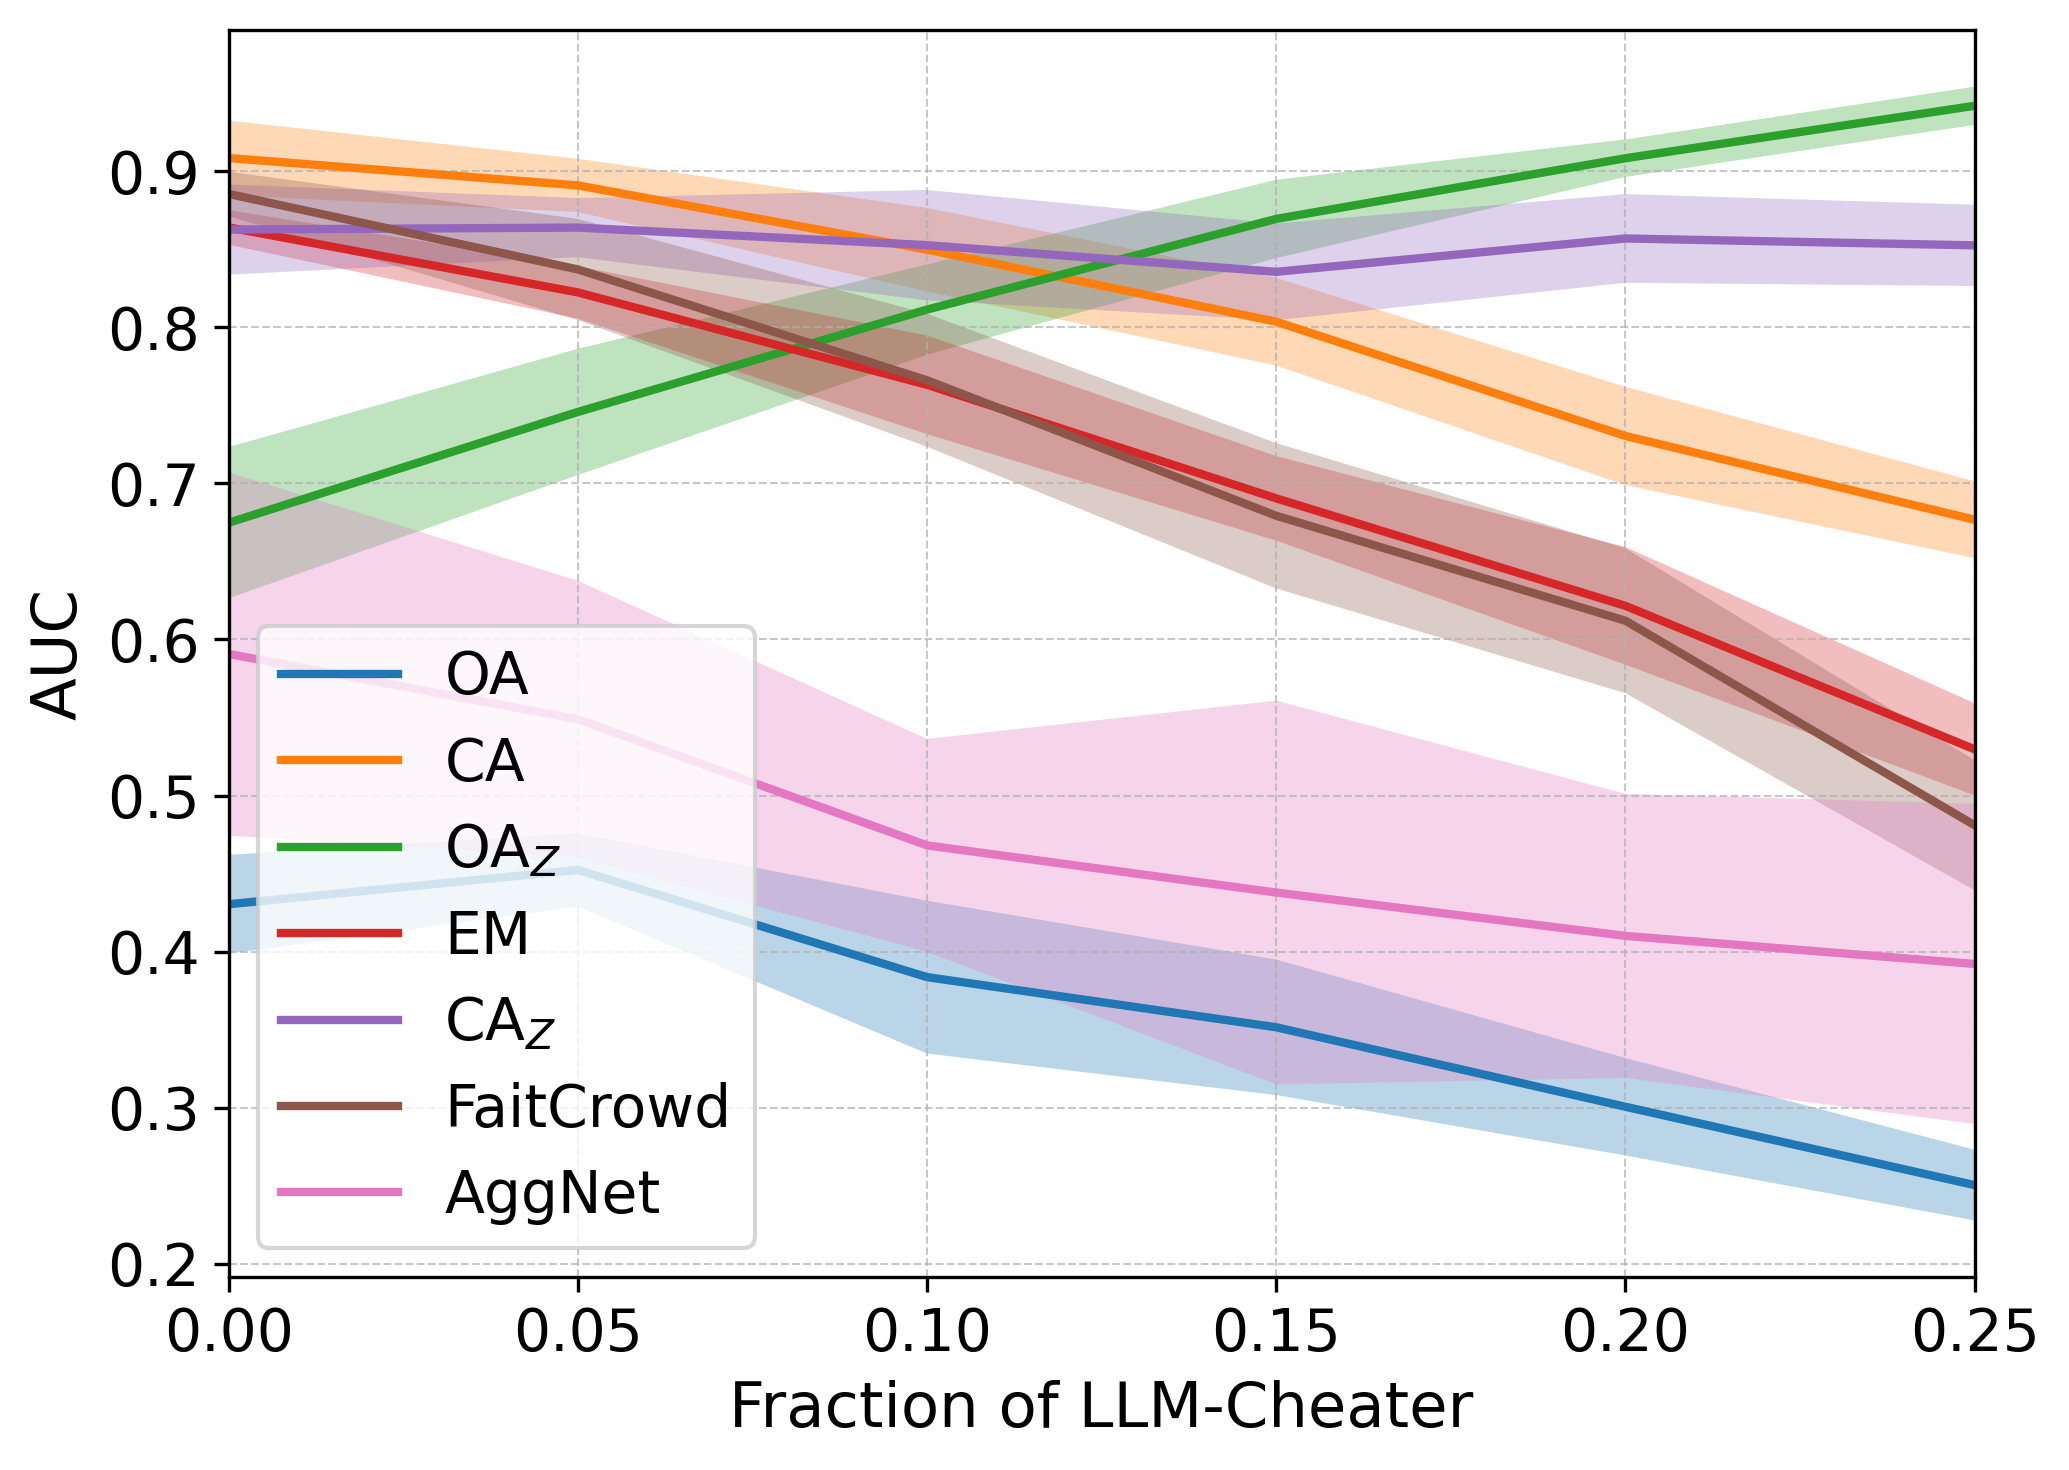 AUC
0.9
0.8
0.7
0.6
0.5
0.4
0.3
0.2
OA
CA
OA_Z
EM
CA_Z
FaitCrowd
AggNet
0.00 0.05 0.10 0.15 0.20 0.25
Fraction of LLM-Cheater